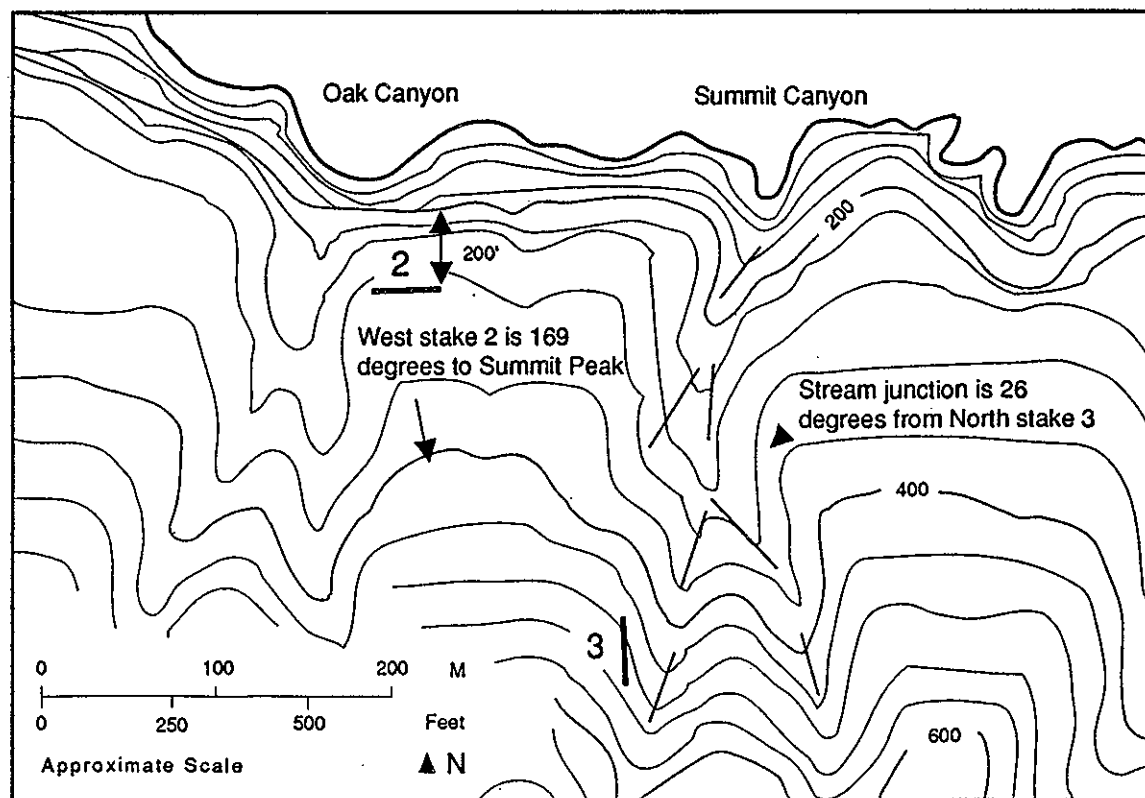 Oak Canyon
Summit Canyon
200
2
200'
West stake 2 is 169
degrees to Summit Peak
Stream junction is 26
degrees from North stake 3
400
3
0 100 200 M
0 250 500 Feet
Approximate Scale
N
600